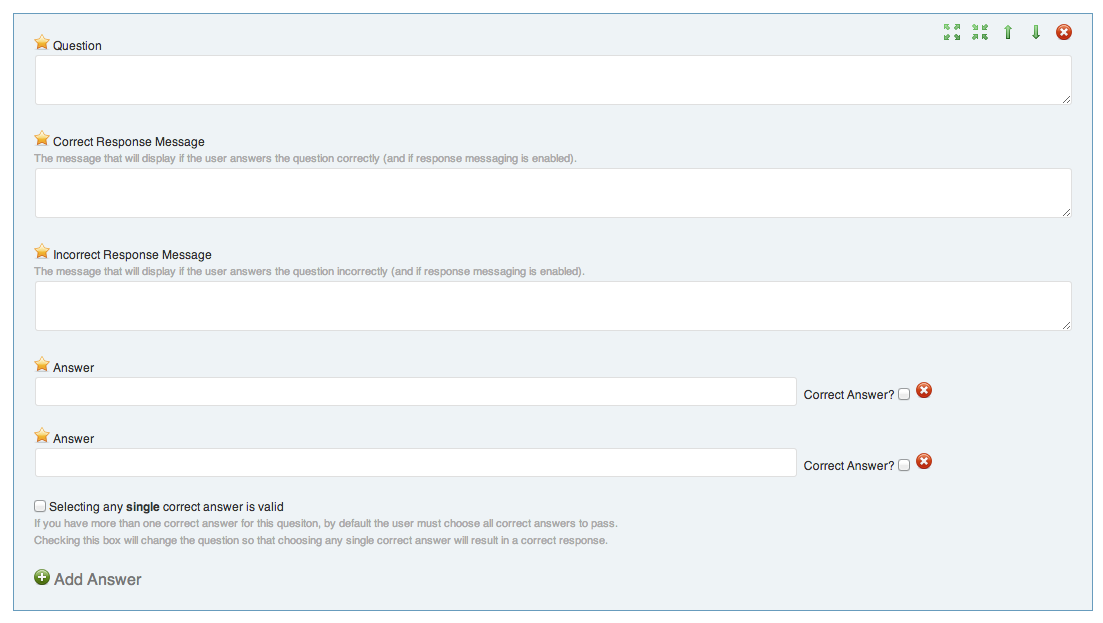 Question
Correct Response Message
The message that will display if the user answers the question correctly (and if response messaging is enabled).
Incorrect Response Message
The message that will display if the user answers the question incorrectly (and if response messaging is enabled).
Answer
Correct Answer?
Answer
Correct Answer?
Selecting any single correct answer is valid
If you have more than one correct answer for this quesiton, by default the user must choose all correct answers to pass.
Checking this box will change the question so that choosing any single correct answer will result in a correct response.
Add Answer